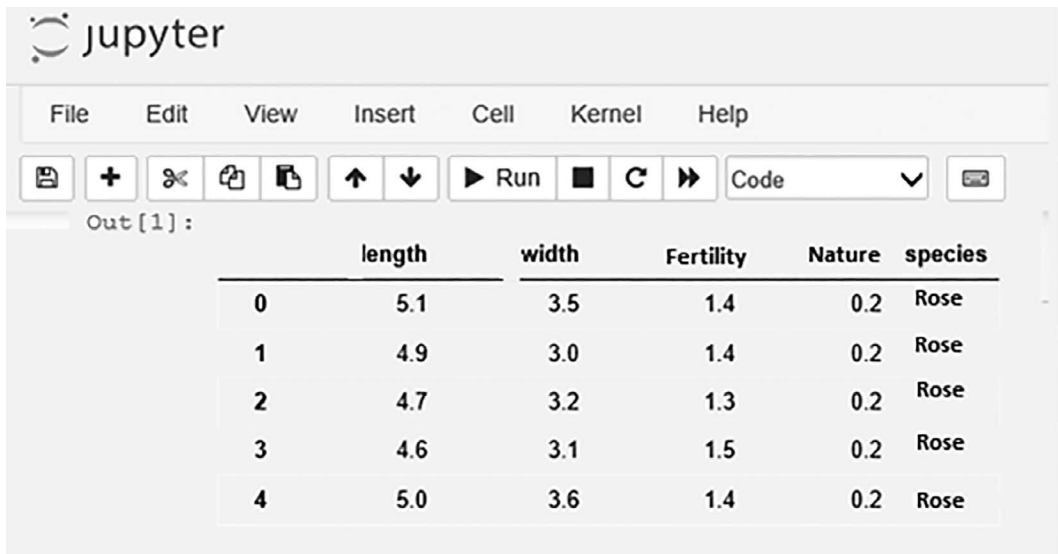 jupyter
File Edit View Insert Cell Kernel Help
Run Code
Out[1]:
length width Fertility Nature species
0 5.1 3.5 1.4 0.2 Rose
1 4.9 3.0 1.4 0.2 Rose
2 4.7 3.2 1.3 0.2 Rose
3 4.6 3.1 1.5 0.2 Rose
4 5.0 3.6 1.4 0.2 Rose